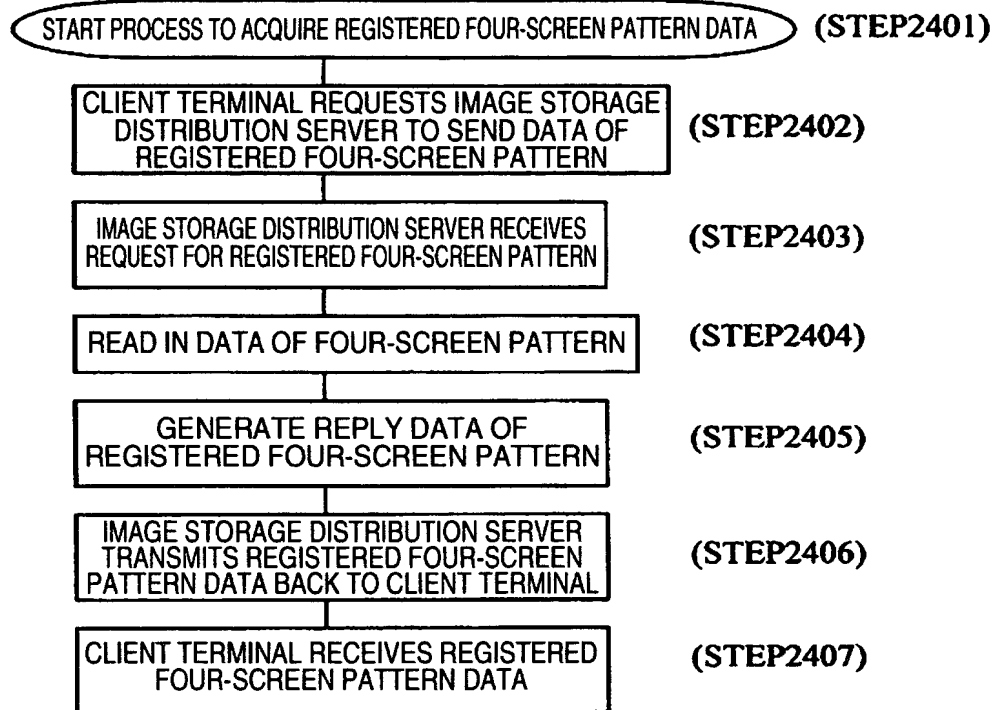 START PROCESS TO ACQUIRE REGISTERED FOUR-SCREEN PATTERN DATA (STEP2401)
CLIENT TERMINAL REQUESTS IMAGE STORAGE
DISTRIBUTION SERVER TO SEND DATA OF
REGISTERED FOUR-SCREEN PATTERN
(STEP2402)
IMAGE STORAGE DISTRIBUTION SERVER RECEIVES
REQUEST FOR REGISTERED FOUR-SCREEN PATTERN
(STEP2403)
READ IN DATA OF FOUR-SCREEN PATTERN (STEP2404)
GENERATE REPLY DATA OF
REGISTERED FOUR-SCREEN PATTERN
(STEP2405)
IMAGE STORAGE DISTRIBUTION SERVER
TRANSMITS REGISTERED FOUR-SCREEN
PATTERN DATA BACK TO CLIENT TERMINAL
(STEP2406)
CLIENT TERMINAL RECEIVES REGISTERED
FOUR-SCREEN PATTERN DATA
(STEP2407)